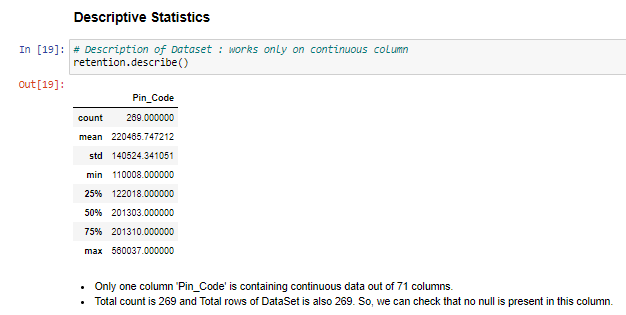 Descriptive Statistics
In [19]: # Description of Dataset : works only on continuous column
retention.describe()
Out[19]:
Pin_Code
count 269.000000
mean 220465.747212
std 140524.341051
min 110008.000000
25% 122018.000000
50% 201303.000000
75% 201310.000000
max 560037.000000
• Only one column 'Pin_Code' is containing continuous data out of 71 columns.
• Total count is 269 and Total rows of DataSet is also 269. So, we can check that no null is present in this column.